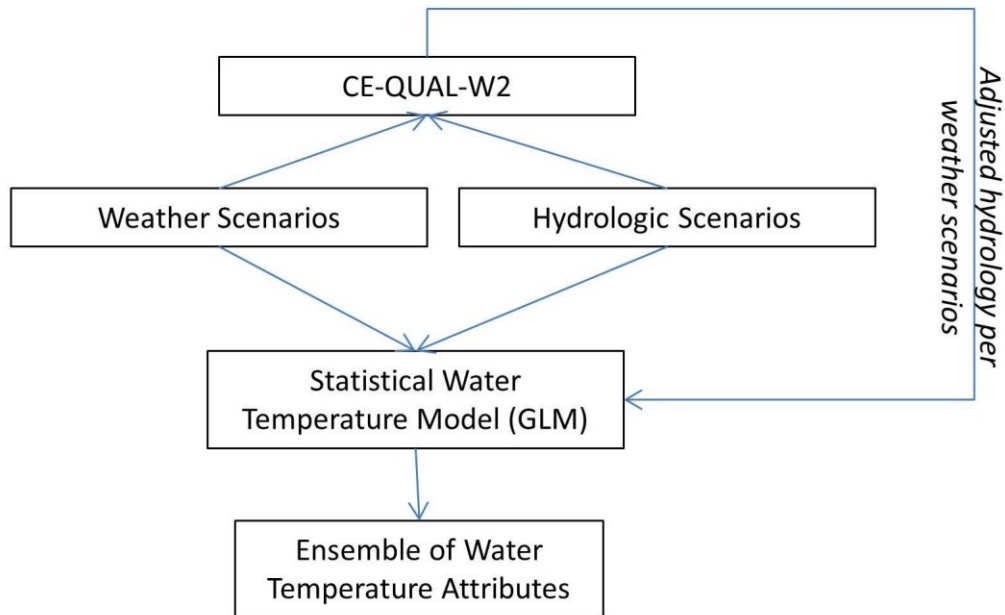 CE-QUAL-W2
Weather Scenarios
Hydrologic Scenarios
Adjusted hydrology per
weather scenarios
Statistical Water
Temperature Model (GLM)
Ensemble of Water
Temperature Attributes